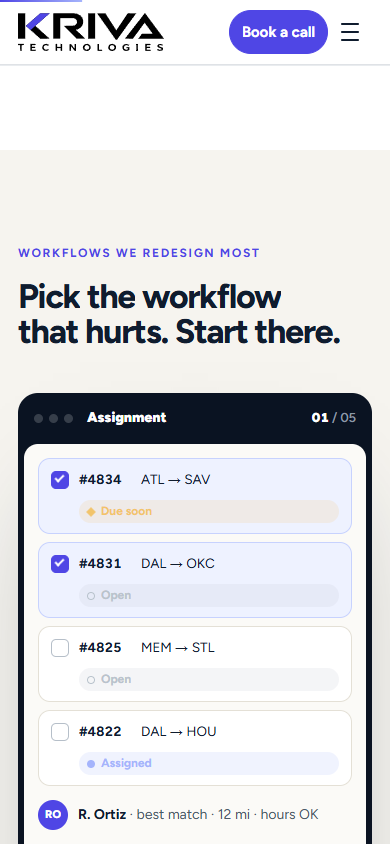 KRIVA
TECHNOLOGIES
Book a call
WORKFLOWS WE REDESIGN MOST
Pick the workflow
that hurts. Start there.
Assignment
01 / 05
#4834 ATL → SAV
Due soon
#4831 DAL → OKC
Open
#4825 MEM → STL
Open
#4822 DAL → HOU
Assigned
RO R. Ortiz · best match · 12 mi · hours OK